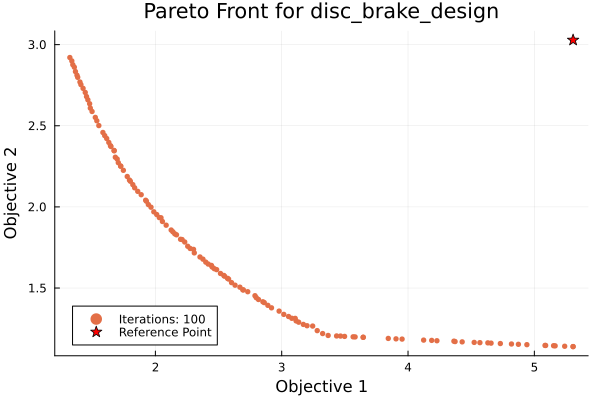 Pareto Front for disc_brake_design
3.0
2.5
2.0
1.5
Objective 2
Iterations: 100
Reference Point
2 3 4 5
Objective 1